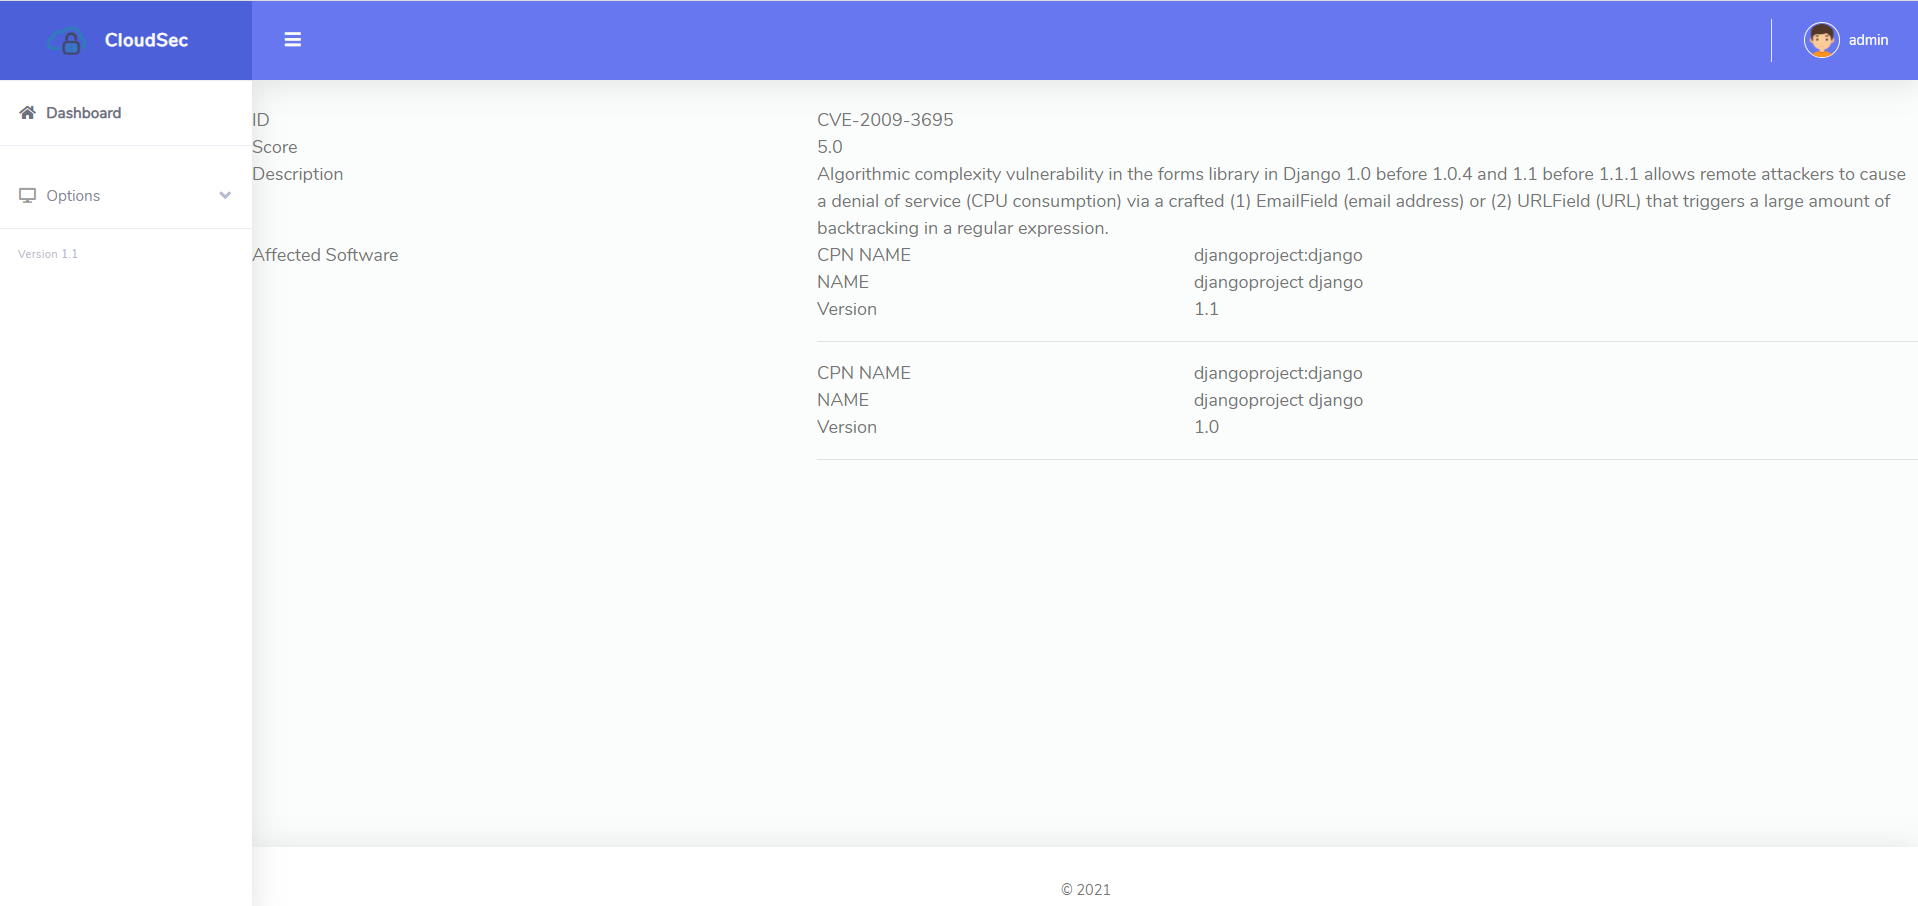 CloudSec
admin
Dashboard
Options
Version 1.1
ID
CVE-2009-3695
Score
5.0
Description
Algorithmic complexity vulnerability in the forms library in Django 1.0 before 1.0.4 and 1.1 before 1.1.1 allows remote attackers to cause
a denial of service (CPU consumption) via a crafted (1) EmailField (email address) or (2) URLField (URL) that triggers a large amount of
backtracking in a regular expression.
Affected Software
CPN NAME
djangoproject:django
NAME
djangoproject django
Version
1.1
CPN NAME
djangoproject:django
NAME
djangoproject django
Version
1.0
© 2021